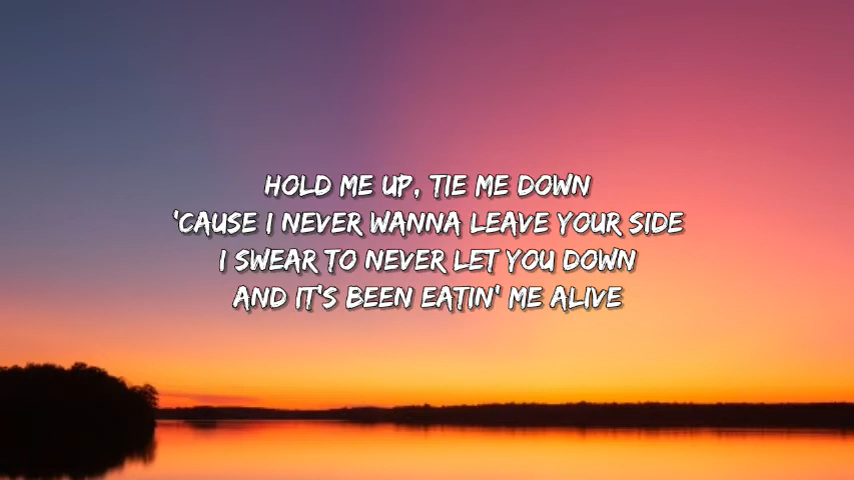 HOLD ME UP, TIE ME DOWN
'CAUSE I NEVER WANNA LEAVE YOUR SIDE
I SWEAR TO NEVER LET YOU DOWN
AND IT'S BEEN EATIN' ME ALIVE